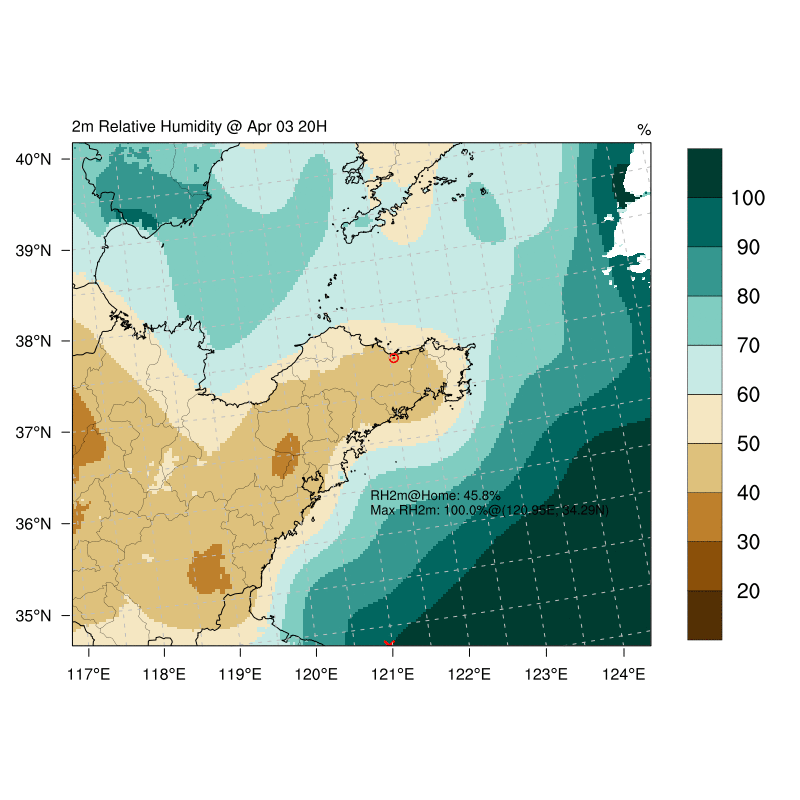 2m Relative Humidity @ Apr 03 20H
%
40°N
39°N
38°N
37°N
36°N
35°N
117°E
118°E
119°E
120°E
121°E
122°E
123°E
124°E
100
90
80
70
60
50
40
30
20
RH2m@Home: 45.8%
Max RH2m: 100.0%@(120.95E, 34.29N)